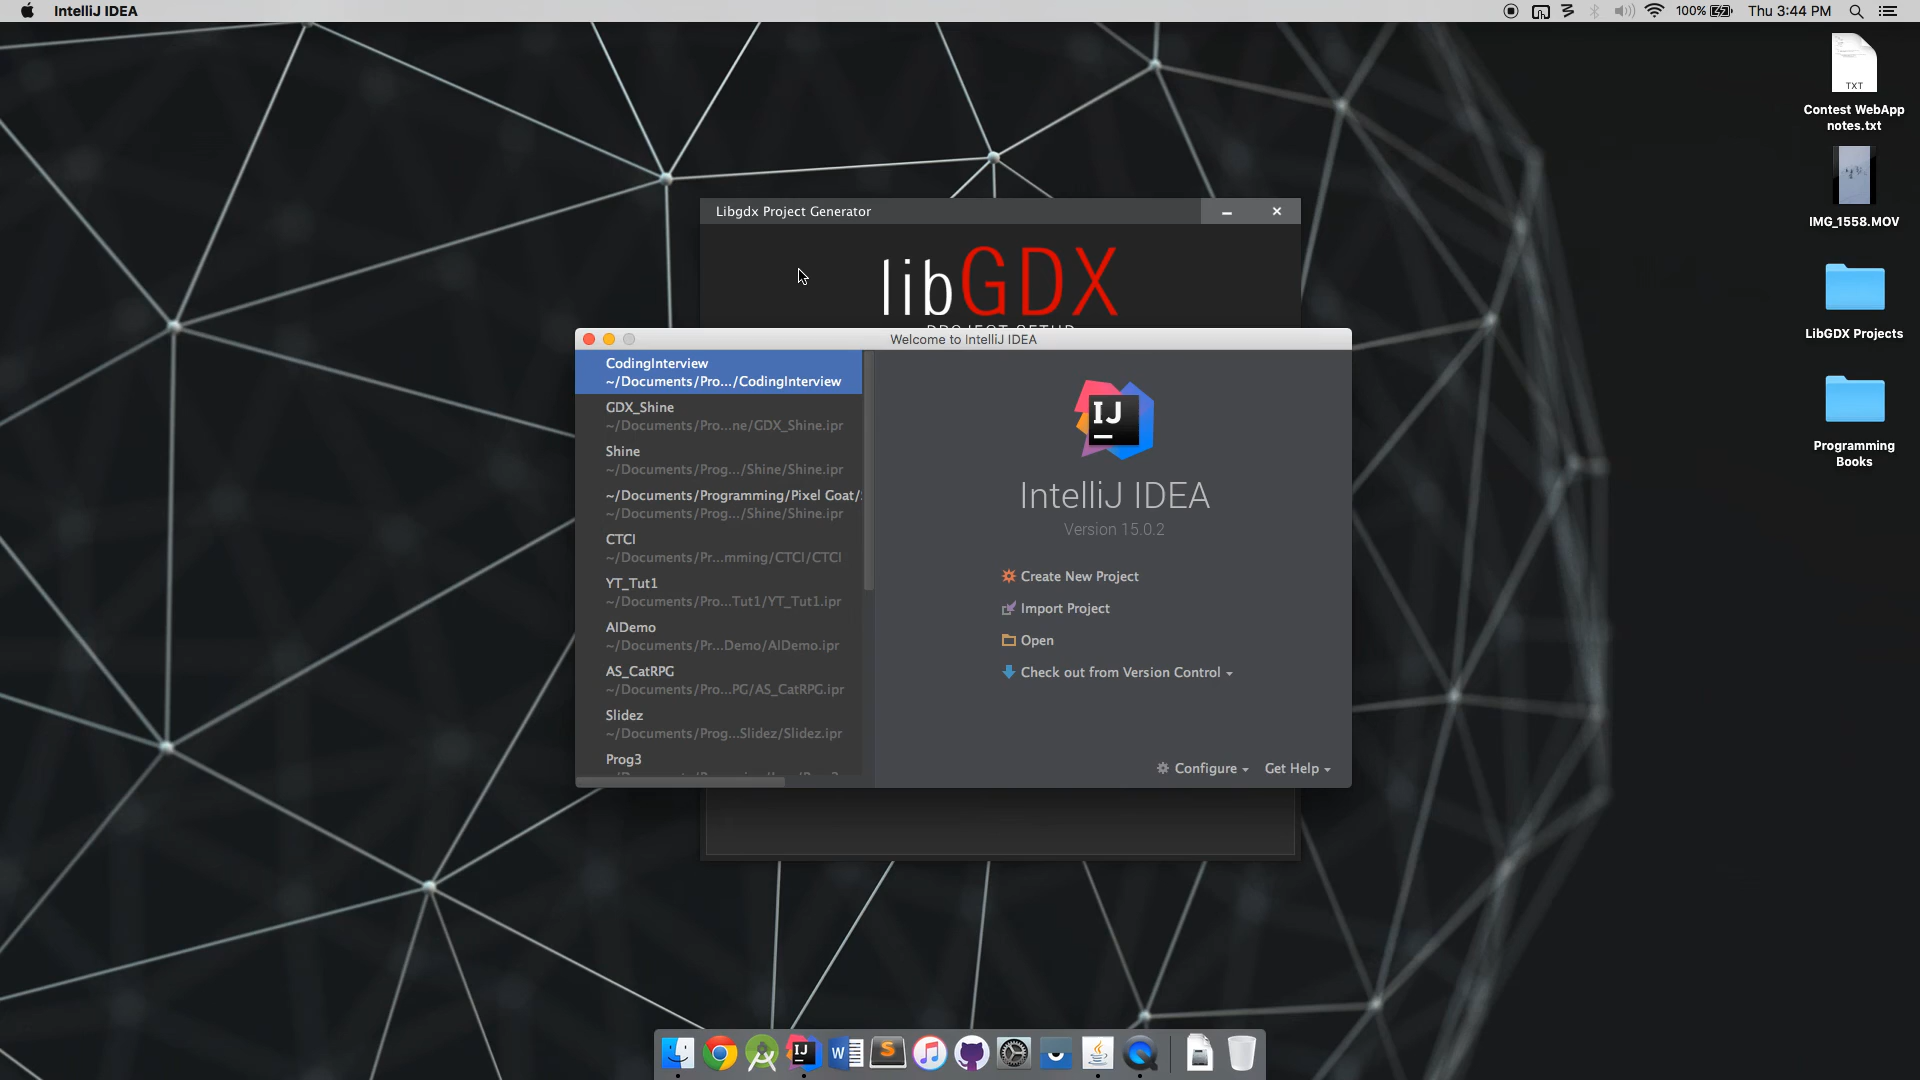 IntelliJ IDEA
100%
Thu 3:44 PM
TXT
Contest WebApp
notes.txt
IMG_1558.MOV
LibGDX Projects
Programming
Books
Libgdx Project Generator
libGDX
PROJECT SETUP
Welcome to IntelliJ IDEA
CodingInterview
~/Documents/Pro.../CodingInterview
GDX_Shine
~/Documents/Pro...ne/GDX_Shine.ipr
Shine
~/Documents/Prog.../Shine/Shine.ipr
~/Documents/Programming/Pixel Goat/
~/Documents/Prog.../Shine/Shine.ipr
CTCI
~/Documents/Pr...mming/CTCI/CTCI
YT_Tut1
~/Documents/Pro...Tut1/YT_Tut1.ipr
AIDemo
~/Documents/Pr...Demo/AIDemo.ipr
AS_CatRPG
~/Documents/Pro...PG/AS_CatRPG.ipr
Slidez
~/Documents/Prog...Slidez/Slidez.ipr
Prog3
IJ
IntelliJ IDEA
Version 15.0.2
Create New Project
Import Project
Open
Check out from Version Control
Configure
Get Help
IJ
W
S